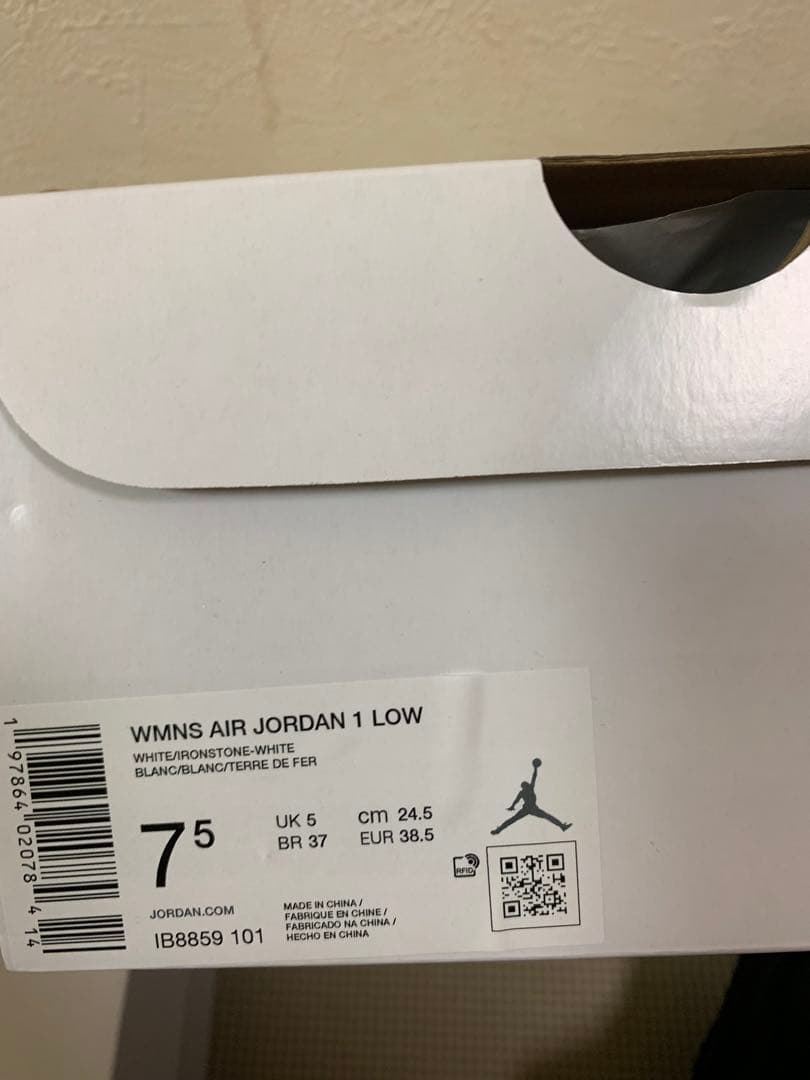 WMNS AIR JORDAN 1 LOW
WHITE/IRONSTONE-WHITE
BLANC/BLANC/TERRE DE FER
7 5
UK 5
BR 37
cm 24.5
EUR 38.5
RFID
JORDAN.COM
IB8859 101
MADE IN CHINA /
FABRIQUE EN CHINE /
FABRICADO NA CHINA /
HECHO EN CHINA
1 97864 02078 4 14